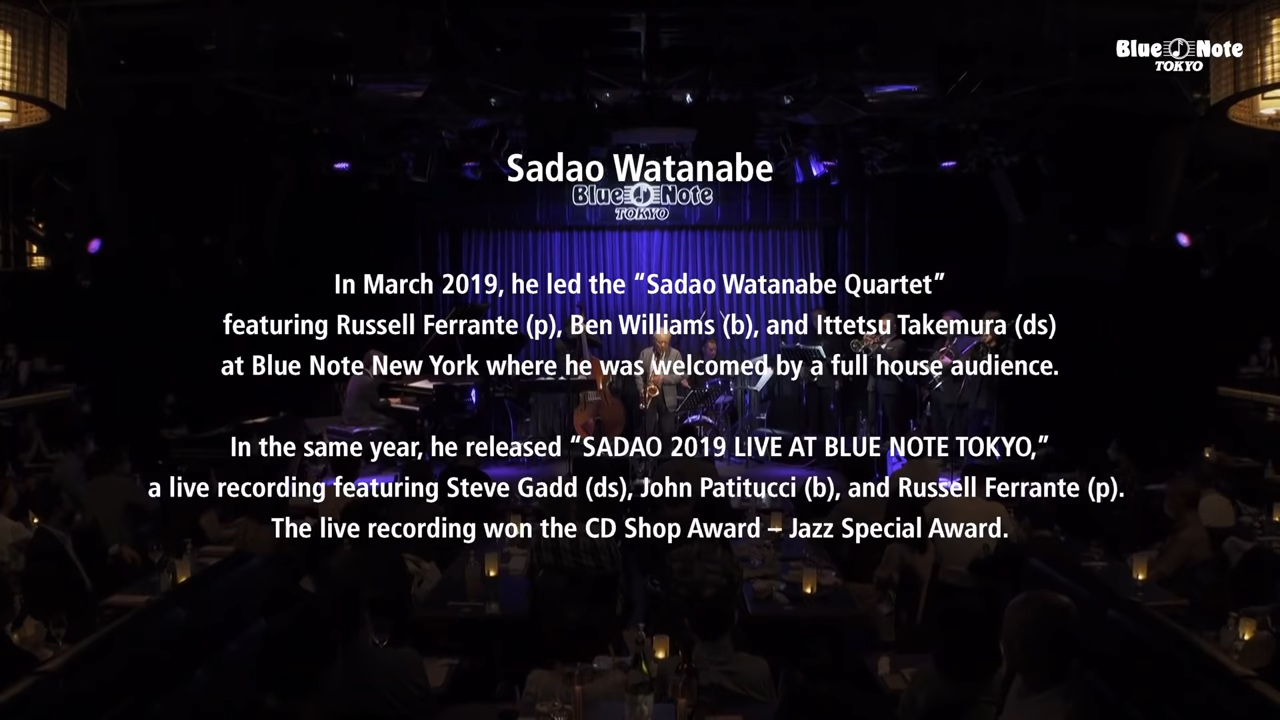 Blue Note
TOKYO
Sadao Watanabe
Blue Note
TOKYO
In March 2019, he led the “Sadao Watanabe Quartet”
featuring Russell Ferrante (p), Ben Williams (b), and Ittetsu Takemura (ds)
at Blue Note New York where he was welcomed by a full house audience.
In the same year, he released “SADAO 2019 LIVE AT BLUE NOTE TOKYO,”
a live recording featuring Steve Gadd (ds), John Patitucci (b), and Russell Ferrante (p).
The live recording won the CD Shop Award – Jazz Special Award.